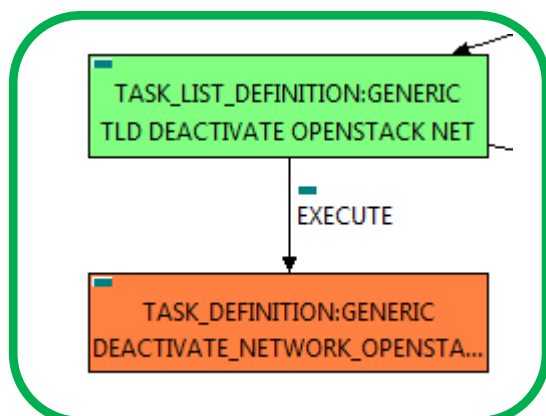 TASK_LIST_DEFINITION:GENERIC
TLD DEACTIVATE OPENSTACK NET
EXECUTE
TASK_DEFINITION:GENERIC
DEACTIVATE_NETWORK_OPENSTA...